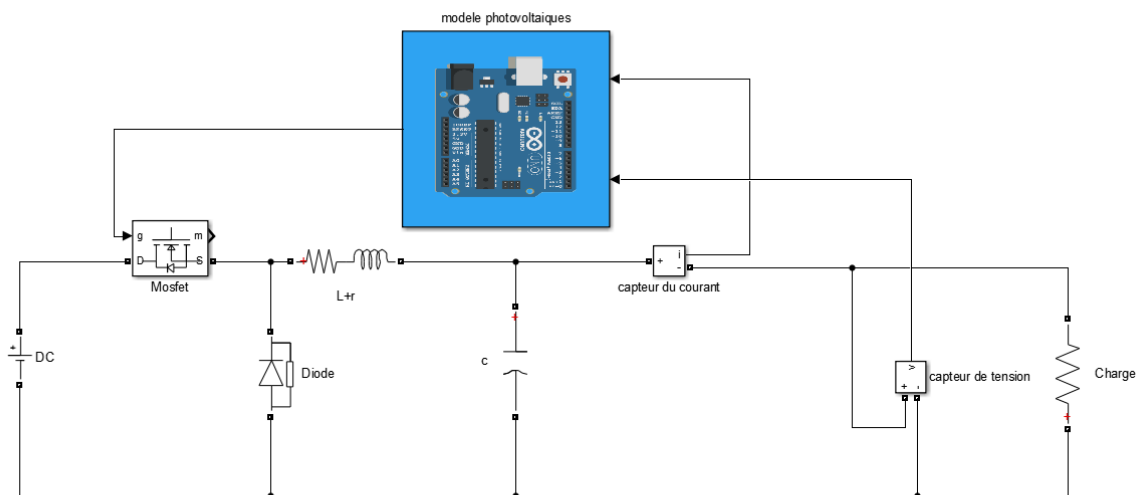 modele photovoltaiques
g
m
D
S
Mosfet
L+r
+
i
-
capteur du courant
+
DC
Diode
c
v
+ -
capteur de tension
Charge